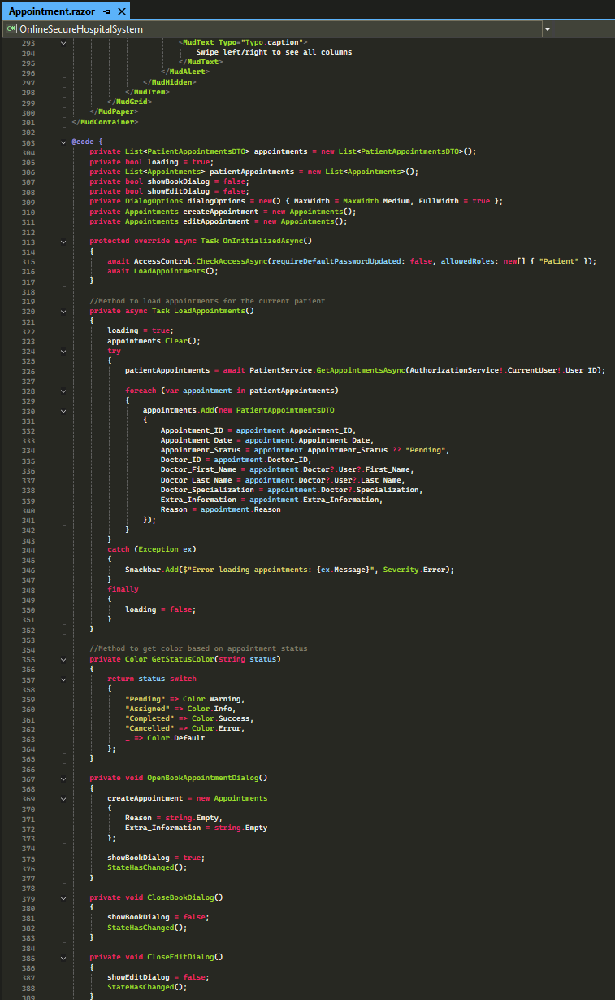 Appointment.razor
C# OnlineSecureHospitalSystem
293 <MudText Typo="Typo.caption">
294 Swipe left/right to see all columns
295 </MudText>
296 </MudAlert>
297 </MudHidden>
298 </MudItem>
299 </MudGrid>
300 </MudPaper>
301 </MudContainer>
302
303 @code {
304 private List<PatientAppointmentsDTO> appointments = new List<PatientAppointmentsDTO>();
305 private bool loading = true;
306 private List<Appointments> patientAppointments = new List<Appointments>();
307 private bool showBookDialog = false;
308 private bool showEditDialog = false;
309 private DialogOptions dialogOptions = new() { MaxWidth = MaxWidth.Medium, FullWidth = true };
310 private Appointments createAppointment = new Appointments();
311 private Appointments editAppointment = new Appointments();
312
313 protected override async Task OnInitializedAsync()
314 {
315 await AccessControl.CheckAccessAsync(requireDefaultPasswordUpdated: false, allowedRoles: new[] { "Patient" });
316 await LoadAppointments();
317 }
318
319 //Method to load appointments for the current patient
320 private async Task LoadAppointments()
321 {
322 loading = true;
323 appointments.Clear();
324 try
325 {
326 patientAppointments = await PatientService.GetAppointmentsAsync(AuthorizationService!.CurrentUser!.User_ID);
327
328 foreach (var appointment in patientAppointments)
329 {
330 appointments.Add(new PatientAppointmentsDTO
331 {
332 Appointment_ID = appointment.Appointment_ID,
333 Appointment_Date = appointment.Appointment_Date,
334 Appointment_Status = appointment.Appointment_Status ?? "Pending",
335 Doctor_ID = appointment.Doctor_ID,
336 Doctor_First_Name = appointment.Doctor?.User?.First_Name,
337 Doctor_Last_Name = appointment.Doctor?.User?.Last_Name,
338 Doctor_Specialization = appointment.Doctor?.Specialization,
339 Extra_Information = appointment.Extra_Information,
340 Reason = appointment.Reason
341 });
342 }
343 }
344 catch (Exception ex)
345 {
346 Snackbar.Add($"Error loading appointments: {ex.Message}", Severity.Error);
347 }
348 finally
349 {
350 loading = false;
351 }
352 }
353
354 //Method to get color based on appointment status
355 private Color GetStatusColor(string status)
356 {
357 return status switch
358 {
359 "Pending" => Color.Warning,
360 "Assigned" => Color.Info,
361 "Completed" => Color.Success,
362 "Cancelled" => Color.Error,
363 _ => Color.Default
364 };
365 }
366
367 private void OpenBookAppointmentDialog()
368 {
369 createAppointment = new Appointments
370 {
371 Reason = string.Empty,
372 Extra_Information = string.Empty
373 };
374
375 showBookDialog = true;
376 StateHasChanged();
377 }
378
379 private void CloseBookDialog()
380 {
381 showBookDialog = false;
382 StateHasChanged();
383 }
384
385 private void CloseEditDialog()
386 {
387 showEditDialog = false;
388 StateHasChanged();
389 }